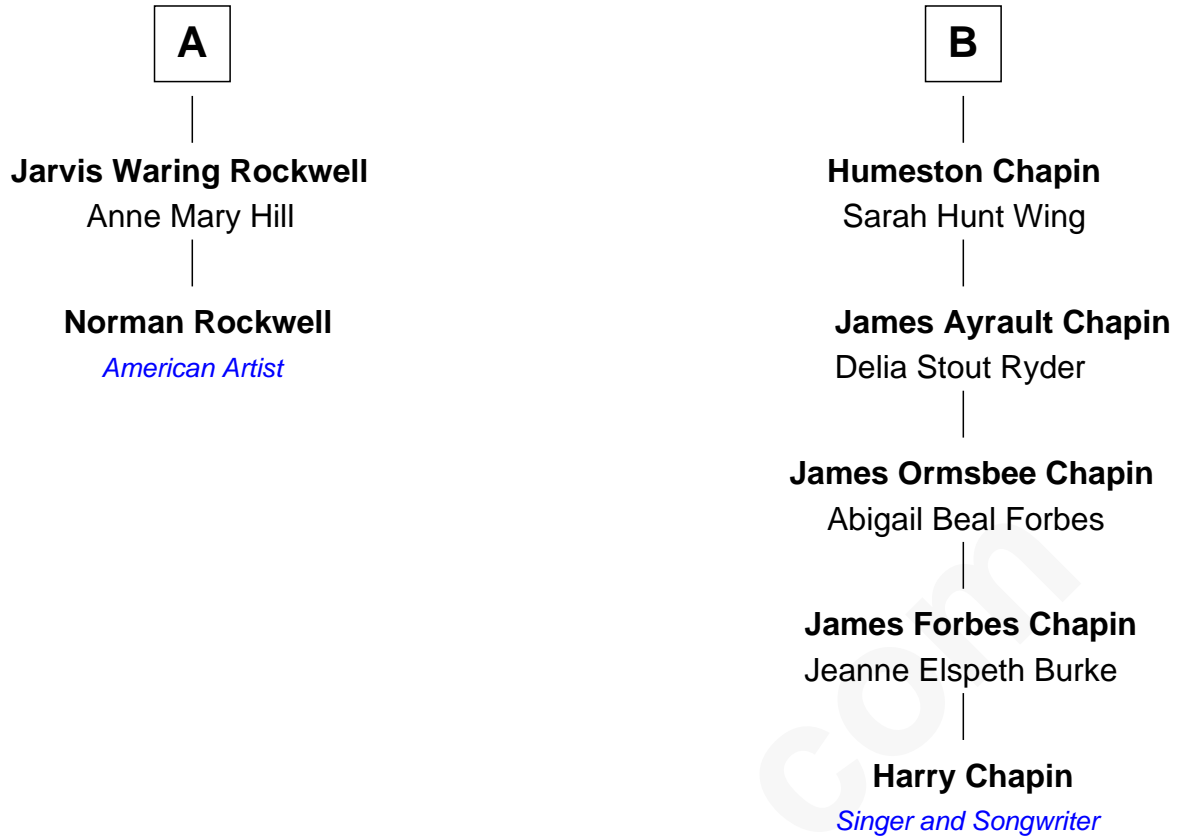 A
Jarvis Waring Rockwell
Anne Mary Hill
Norman Rockwell
American Artist
B
Humeston Chapin
Sarah Hunt Wing
James Ayrault Chapin
Delia Stout Ryder
James Ormsbee Chapin
Abigail Beal Forbes
James Forbes Chapin
Jeanne Elspeth Burke
Harry Chapin
Singer and Songwriter
com